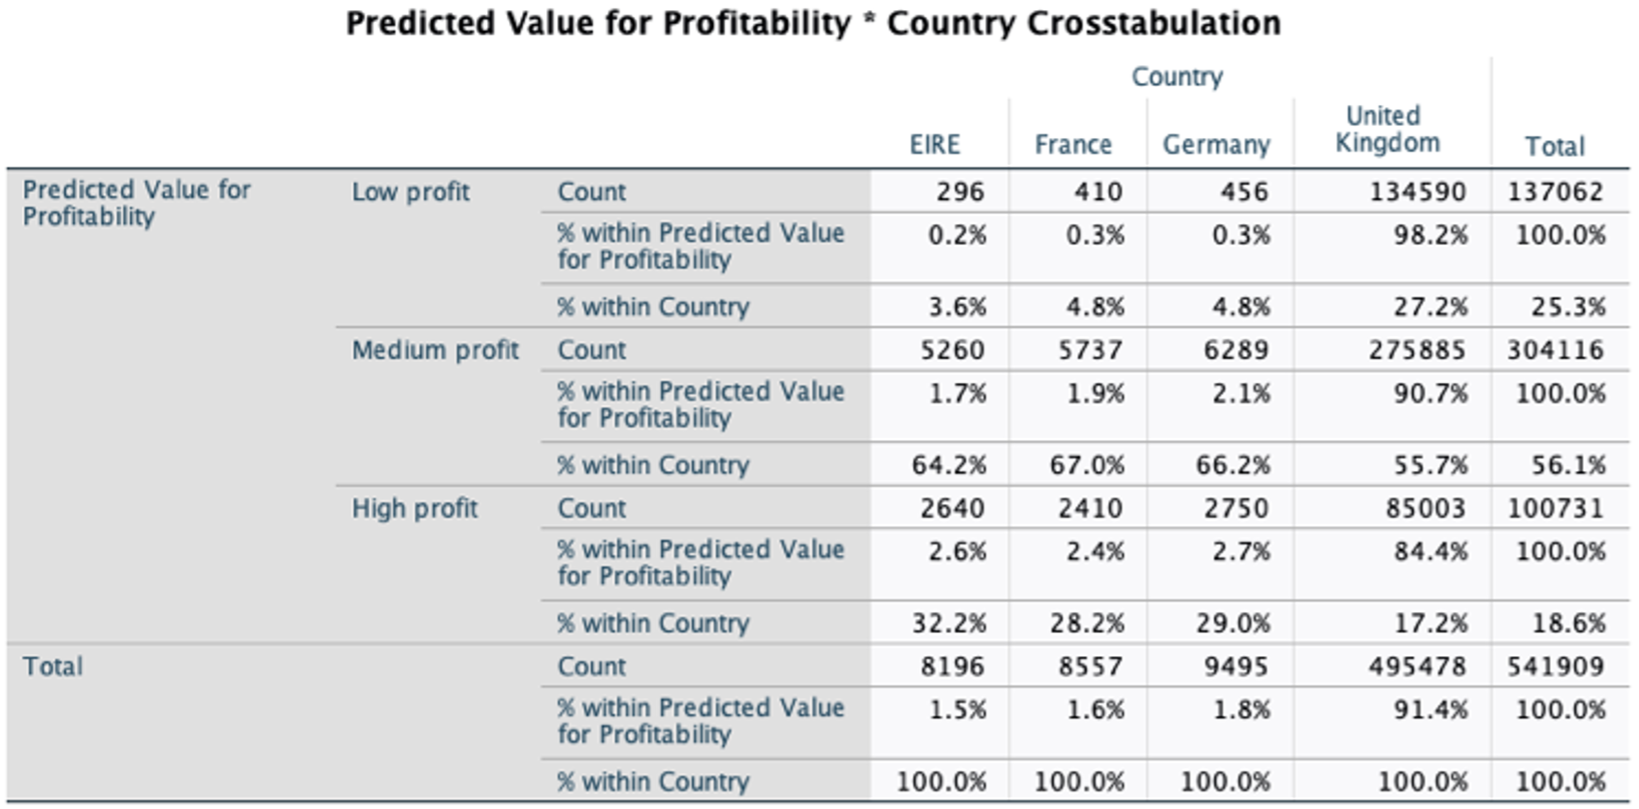 Predicted Value for Profitability * Country Crosstabulation
Country
EIRE France Germany United Kingdom Total
Predicted Value for Profitability Low profit Count 296 410 456 134590 137062
% within Predicted Value for Profitability 0.2% 0.3% 0.3% 98.2% 100.0%
% within Country 3.6% 4.8% 4.8% 27.2% 25.3%
Medium profit Count 5260 5737 6289 275885 304116
% within Predicted Value for Profitability 1.7% 1.9% 2.1% 90.7% 100.0%
% within Country 64.2% 67.0% 66.2% 55.7% 56.1%
High profit Count 2640 2410 2750 85003 100731
% within Predicted Value for Profitability 2.6% 2.4% 2.7% 84.4% 100.0%
% within Country 32.2% 28.2% 29.0% 17.2% 18.6%
Total Count 8196 8557 9495 495478 541909
% within Predicted Value for Profitability 1.5% 1.6% 1.8% 91.4% 100.0%
% within Country 100.0% 100.0% 100.0% 100.0% 100.0%